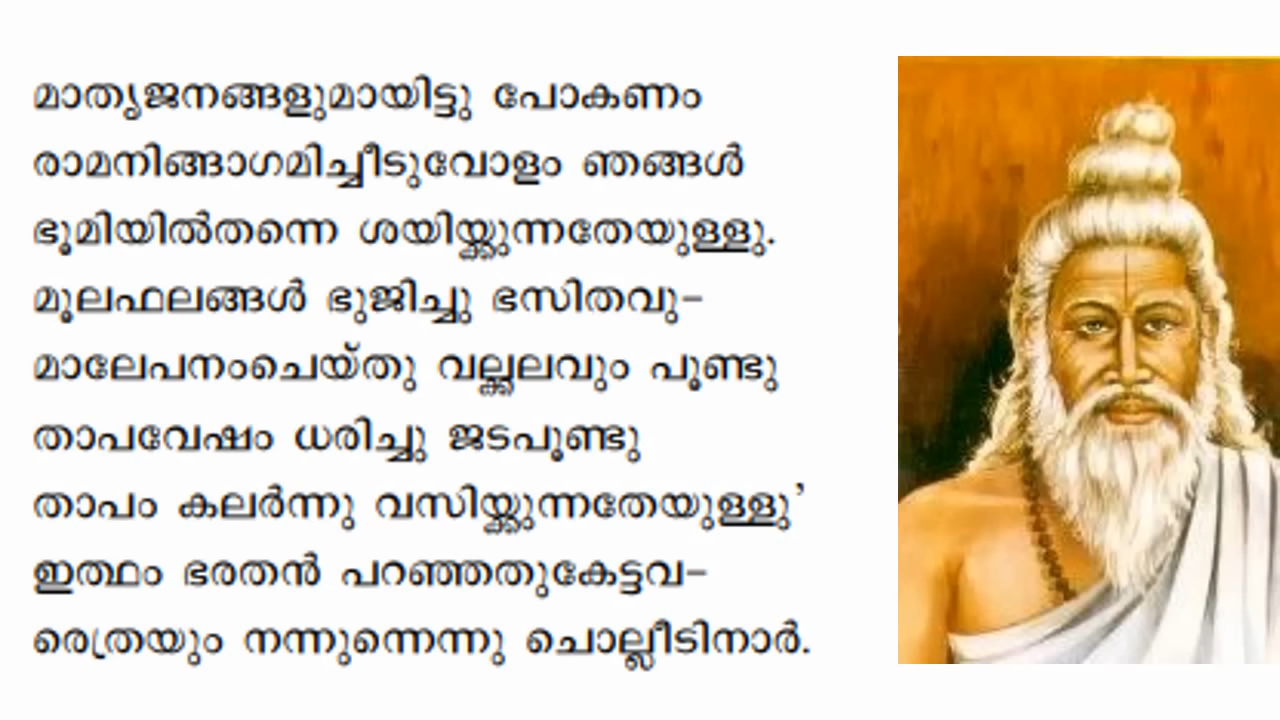 മാതൃജനങ്ങളുമായിട്ടു പോകണം
രാമനിങ്ങാഗമിച്ചീടുവോളം ഞങ്ങൾ
ഭൂമിയിൽതന്നെ ശയിയ്ക്കുന്നതേയുള്ളു.
മൂലഫലങ്ങൾ ഭുജിച്ചു ഭസിതവു-
മാലേപനംചെയ്തു വല്ക്കലവും പൂണ്ടു
താപവേഷം ധരിച്ചു ജടപൂണ്ടു
താപം കലർന്നു വസിയ്ക്കുന്നതേയുള്ളു’
ഇത്ഥം ഭരതൻ പറഞ്ഞതുകേട്ടവ-
രെത്രയും നന്നുന്നെന്നു ചൊല്ലീടിനാർ.